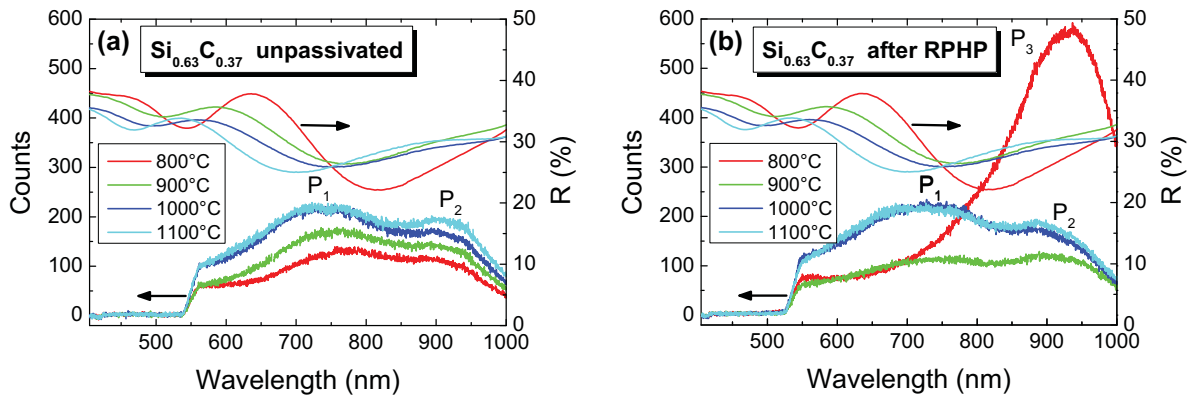 (a)
Si0.63C0.37 unpassivated
Counts
600
500
400
300
200
100
0
50
40
30
20
10
0
R (%)
800°C
900°C
1000°C
1100°C
P1
P2
500 600 700 800 900 1000
Wavelength (nm)
(b)
Si0.63C0.37 after RPHP
Counts
600
500
400
300
200
100
0
50
40
30
20
10
0
R (%)
P3
800°C
900°C
1000°C
1100°C
P1
P2
500 600 700 800 900 1000
Wavelength (nm)